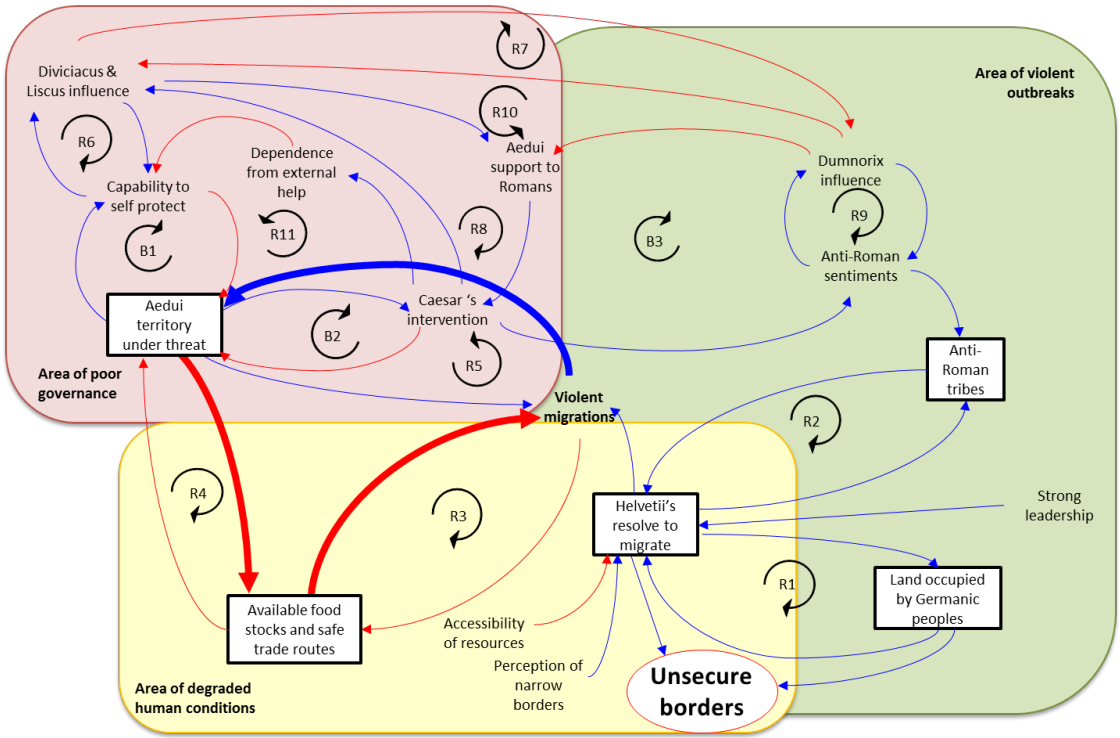 R7
Area of violent
outbreaks
Diviciacus &
Liscus influence
R10
R6
Aedui
support to
Romans
Dependence
from external
help
Dumnorix
influence
Capability to
self protect
R11
R8
B3
R9
B1
Anti-Roman
sentiments
Aedui
territory
under threat
Caesar ‘s
intervention
B2
R5
Anti-
Roman
tribes
Area of poor
governance
Violent
migrations
R2
R4
R3
Helvetii’s
resolve to
migrate
Strong
leadership
R1
Land occupied
by Germanic
peoples
Available food
stocks and safe
trade routes
Accessibility
of resources
Perception of
narrow
borders
Unsecure
borders
Area of degraded
human conditions